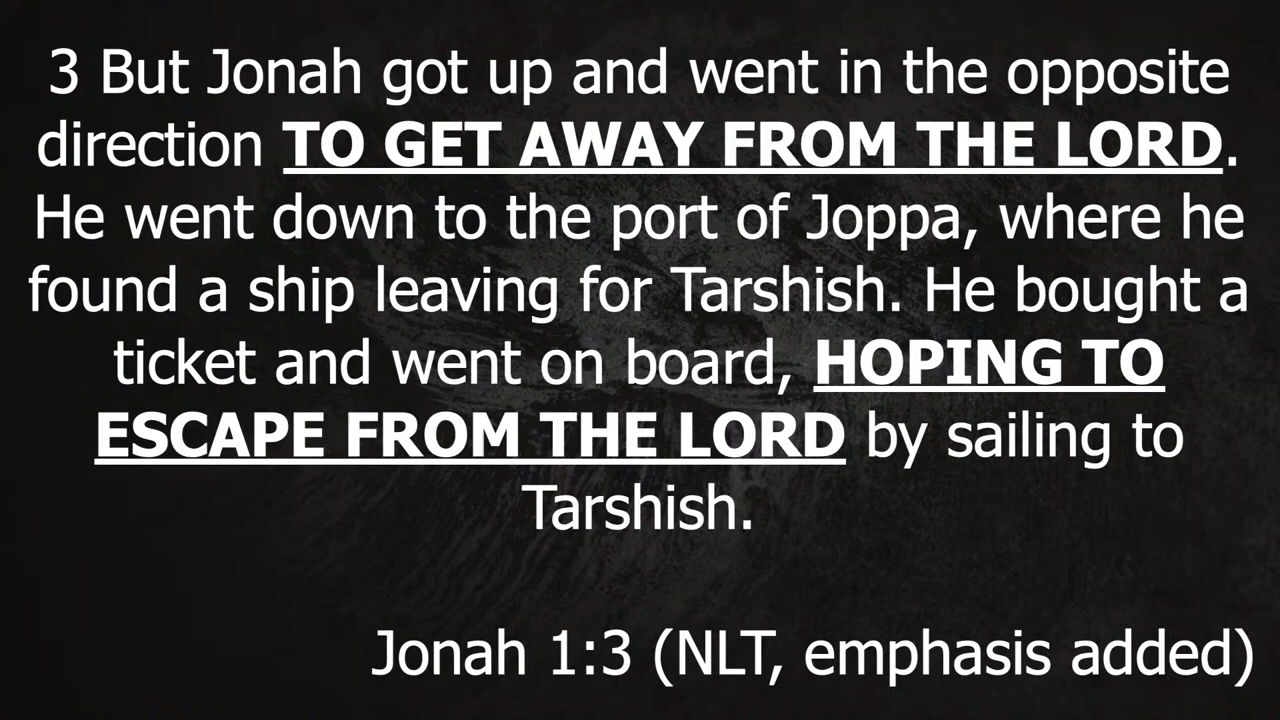 3 But Jonah got up and went in the opposite
direction TO GET AWAY FROM THE LORD.
He went down to the port of Joppa, where he
found a ship leaving for Tarshish. He bought a
ticket and went on board, HOPING TO
ESCAPE FROM THE LORD by sailing to
Tarshish.
Jonah 1:3 (NLT, emphasis added)